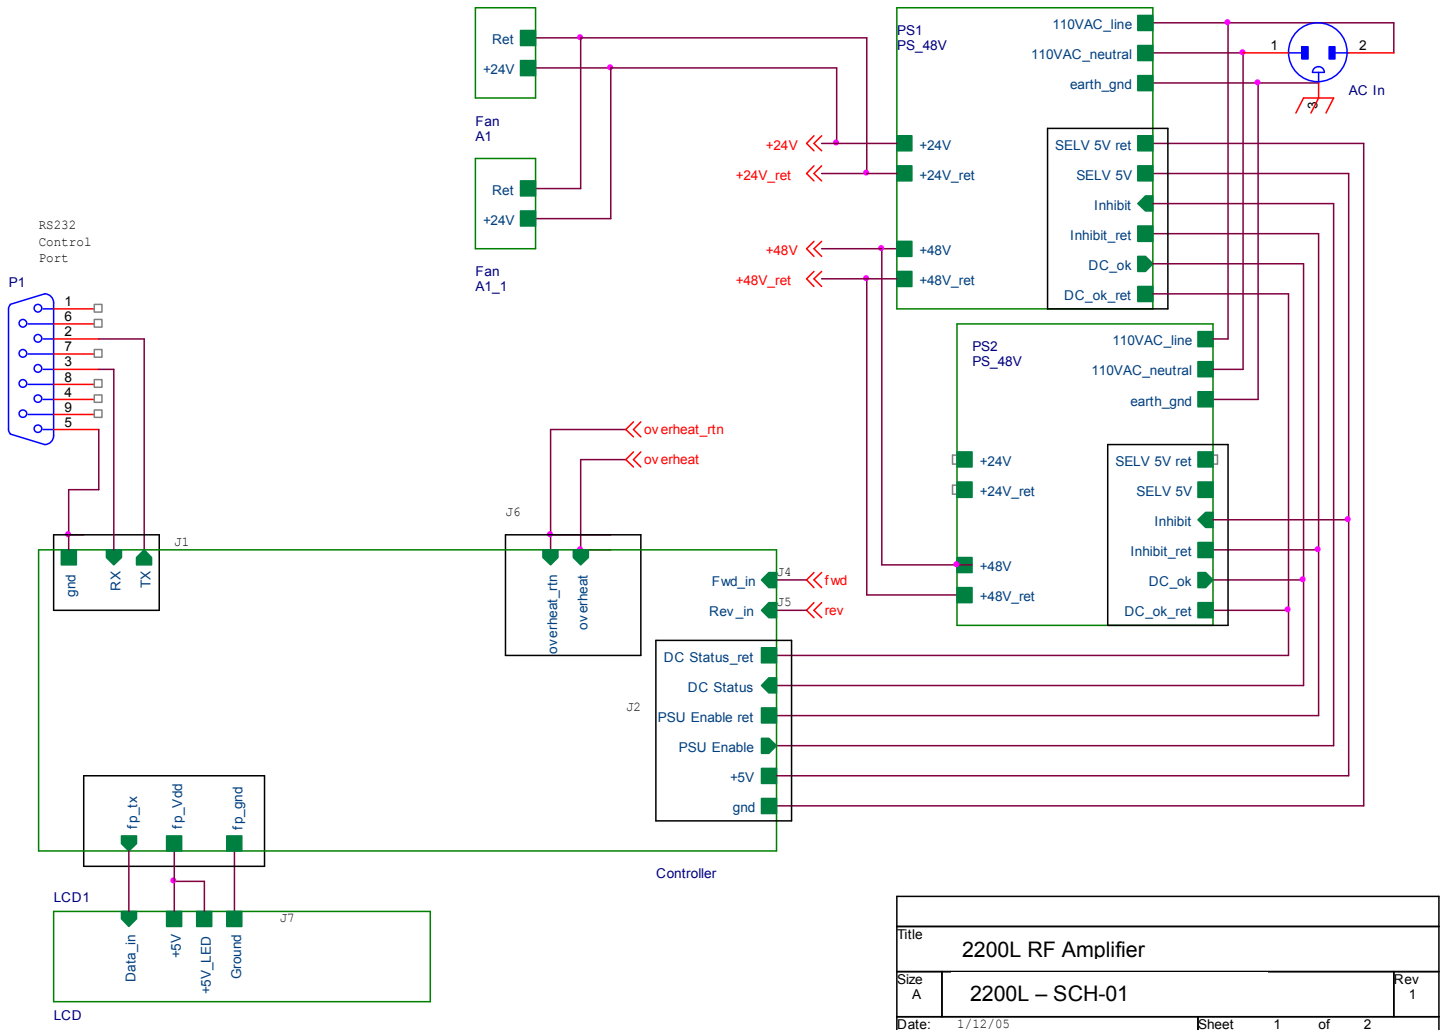 Ret
+24V
Fan
A1
Ret
+24V
Fan
A1_1
PS1
PS_48V
110VAC_line
110VAC_neutral
earth_gnd
1
2
3
AC In
+24V
+24V
+24V_ret
+24V_ret
+48V
+48V
+48V_ret
+48V_ret
SELV 5V ret
SELV 5V
Inhibit
Inhibit_ret
DC_ok
DC_ok_ret
PS2
PS_48V
110VAC_line
110VAC_neutral
earth_gnd
+24V
+24V_ret
+48V
+48V_ret
SELV 5V ret
SELV 5V
Inhibit
Inhibit_ret
DC_ok
DC_ok_ret
RS232
Control
Port
P1
1
6
2
7
3
8
4
9
5
overheat_rtn
overheat
J1
gnd
RX
TX
J6
overheat_rtn
overheat
Fwd_in
J4
fwd
Rev_in
J5
rev
J2
DC Status_ret
DC Status
PSU Enable ret
PSU Enable
+5V
gnd
fp_tx
fp_Vdd
fp_gnd
Controller
LCD1
J7
Data_in
+5V
+5V_LED
Ground
LCD
Title
2200L RF Amplifier
Size
A
2200L – SCH-01
Rev
1
Date:
1/12/05
Sheet 1 of 2